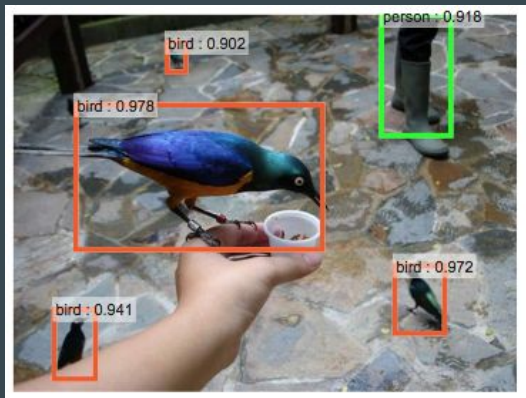 person : 0.918
bird : 0.902
bird : 0.978
bird : 0.972
bird : 0.941